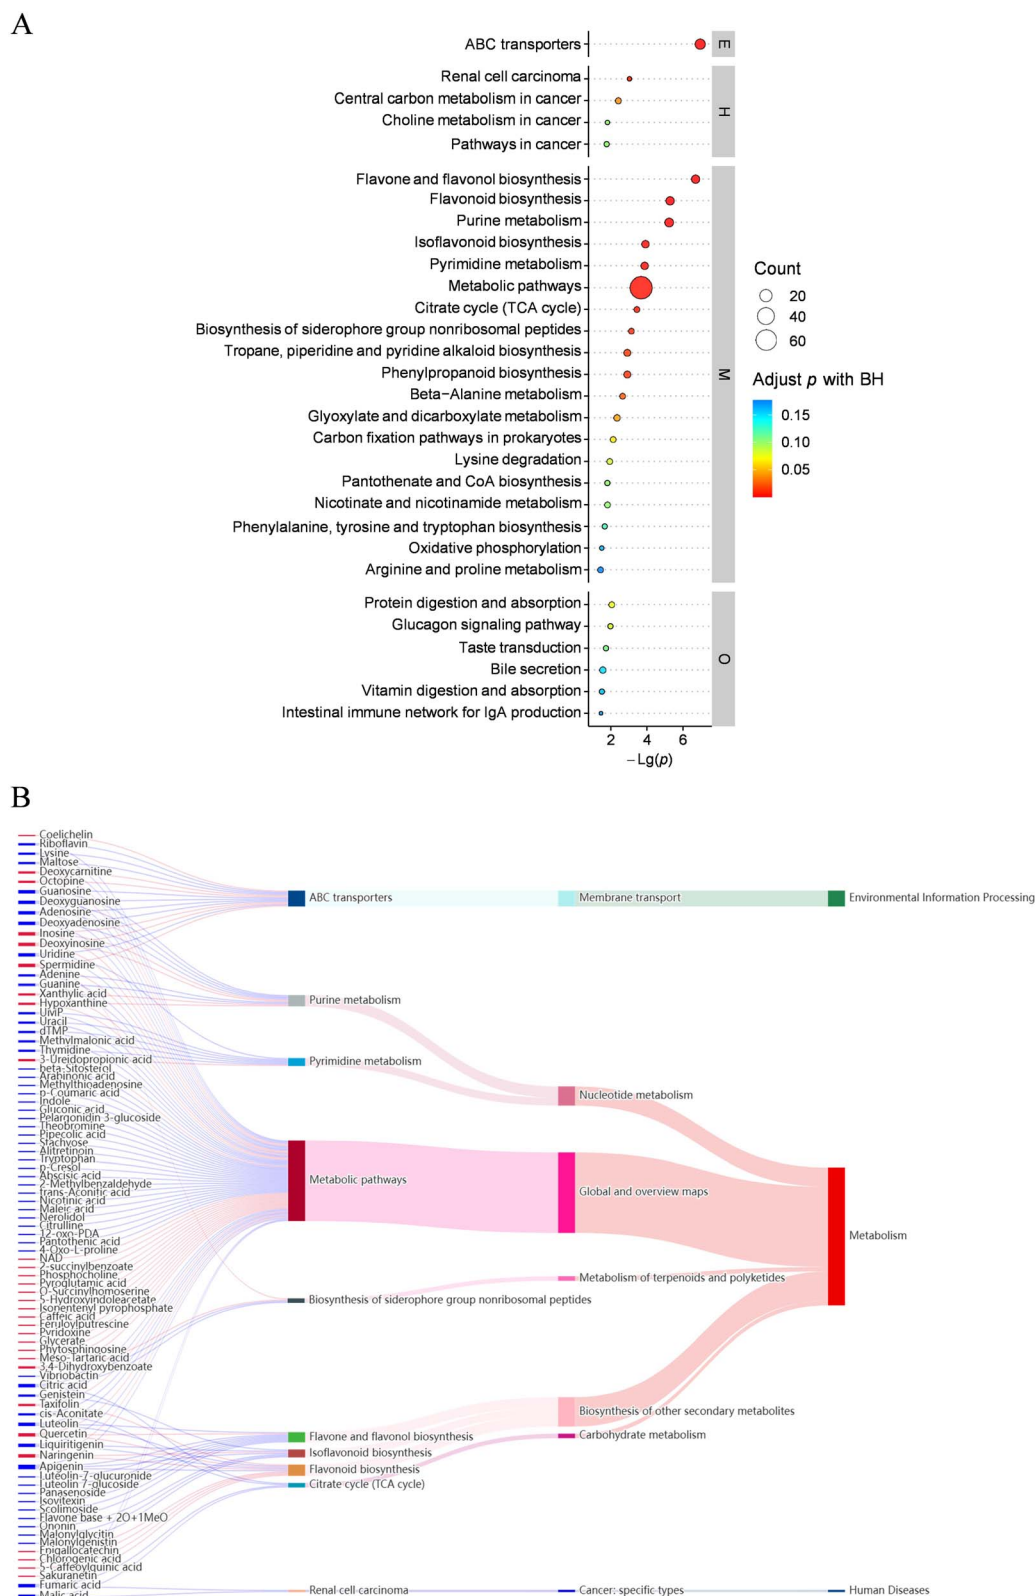 A
ABC transporters
E
Renal cell carcinoma
Central carbon metabolism in cancer
Choline metabolism in cancer
Pathways in cancer
H
Flavone and flavonol biosynthesis
Flavonoid biosynthesis
Purine metabolism
Isoflavonoid biosynthesis
Pyrimidine metabolism
Metabolic pathways
Citrate cycle (TCA cycle)
Biosynthesis of siderophore group nonribosomal peptides
Tropane, piperidine and pyridine alkaloid biosynthesis
Phenylpropanoid biosynthesis
Beta−Alanine metabolism
Glyoxylate and dicarboxylate metabolism
Carbon fixation pathways in prokaryotes
Lysine degradation
Pantothenate and CoA biosynthesis
Nicotinate and nicotinamide metabolism
Phenylalanine, tyrosine and tryptophan biosynthesis
Oxidative phosphorylation
Arginine and proline metabolism
M
Protein digestion and absorption
Glucagon signaling pathway
Taste transduction
Bile secretion
Vitamin digestion and absorption
Intestinal immune network for IgA production
O
2 4 6
−Lg(p)
Count
20
40
60
Adjust p with BH
0.15
0.10
0.05
B
Coelichelin
Riboflavin
Lysine
Maltose
Deoxycarnitine
Octopine
Guanosine
Deoxyguanosine
Adenosine
Deoxyadenosine
Inosine
Deoxyinosine
Uridine
Spermidine
Adenine
Guanine
Xanthylic acid
Hypoxanthine
UMP
Uracil
dTMP
Methylmalonic acid
Thymidine
3-Ureidopropionic acid
beta-Sitosterol
Arabinonic acid
Methylthioadenosine
p-Coumaric acid
Indole
Gluconic acid
Pelargonidin 3-glucoside
Theobromine
Pipecolic acid
Stachyose
Alitretinoin
Tryptophan
p-Cresol
Abscisic acid
2-Methylbenzaldehyde
trans-Aconitic acid
Nicotinic acid
Maleic acid
Nerolidol
Citrulline
12-oxo-PDA
Pantothenic acid
4-Oxo-L-proline
NAD
2-succinylbenzoate
Phosphocholine
Pyroglutamic acid
O-Succinylhomoserine
5-Hydroxyindoleacetate
Isopentenyl pyrophosphate
Caffeic acid
Feruloylputrescine
Pyridoxine
Glycerate
Phytosphingosine
Meso-Tartaric acid
3,4-Dihydroxybenzoate
Vibriobactin
Citric acid
Genistein
Taxifolin
cis-Aconitate
Luteolin
Quercetin
Liquiritigenin
Naringenin
Apigenin
Luteolin-7-glucuronide
Luteolin 7-glucoside
Panasenoside
Isovitexin
Scolimoside
Flavone base + 2O+1MeO
Ononin
Malonylglycitin
Malonylgenistin
Epigallocatechin
Chlorogenic acid
5-Caffeoylquinic acid
Sakuranetin
Fumaric acid
Malic acid
ABC transporters
Purine metabolism
Pyrimidine metabolism
Metabolic pathways
Biosynthesis of siderophore group nonribosomal peptides
Flavone and flavonol biosynthesis
Isoflavonoid biosynthesis
Flavonoid biosynthesis
Citrate cycle (TCA cycle)
Renal cell carcinoma
Membrane transport
Nucleotide metabolism
Global and overview maps
Metabolism of terpenoids and polyketides
Biosynthesis of other secondary metabolites
Carbohydrate metabolism
Cancer: specific types
Environmental Information Processing
Metabolism
Human Diseases